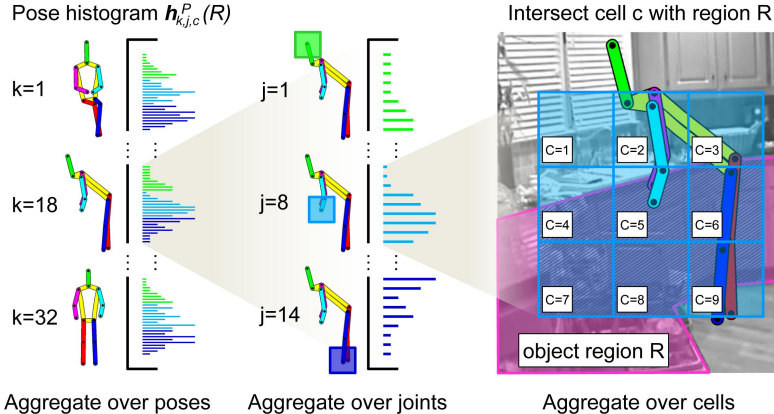 Pose histogram h^P_{k,j,c}(R)
Intersect cell c with region R
k=1
k=18
k=32
j=1
j=8
j=14
C=1 C=2 C=3
C=4 C=5 C=6
C=7 C=8 C=9
object region R
Aggregate over poses
Aggregate over joints
Aggregate over cells